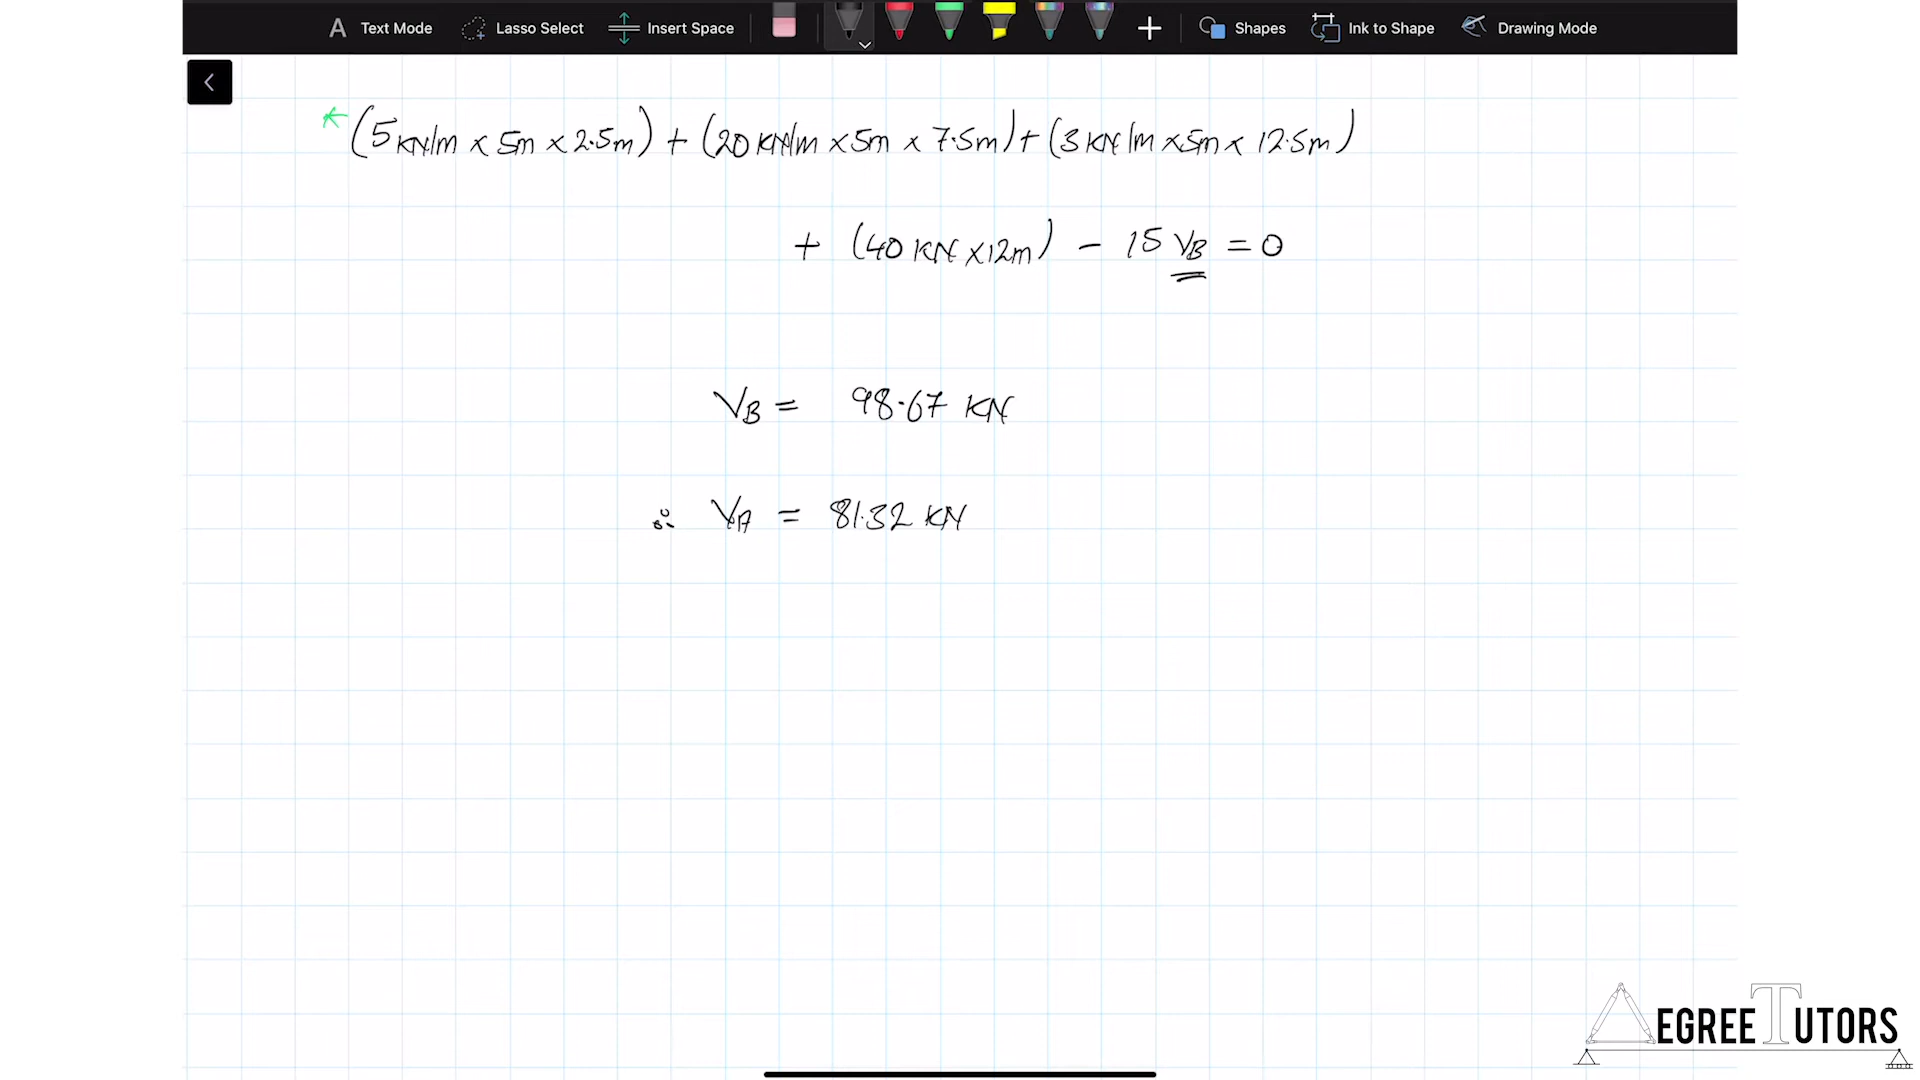 Text Mode Lasso Select Insert Space Shapes Ink to Shape Drawing Mode
(5 KN/m × 5m × 2.5m) + (20 KN/m × 5m × 7.5m) + (3 KN/m × 5m × 12.5m)
+ (40 KN × 12m) - 15 VB = 0
VB = 98.67 KN
∴ VA = 81.32 KN
DEGREE TUTORS